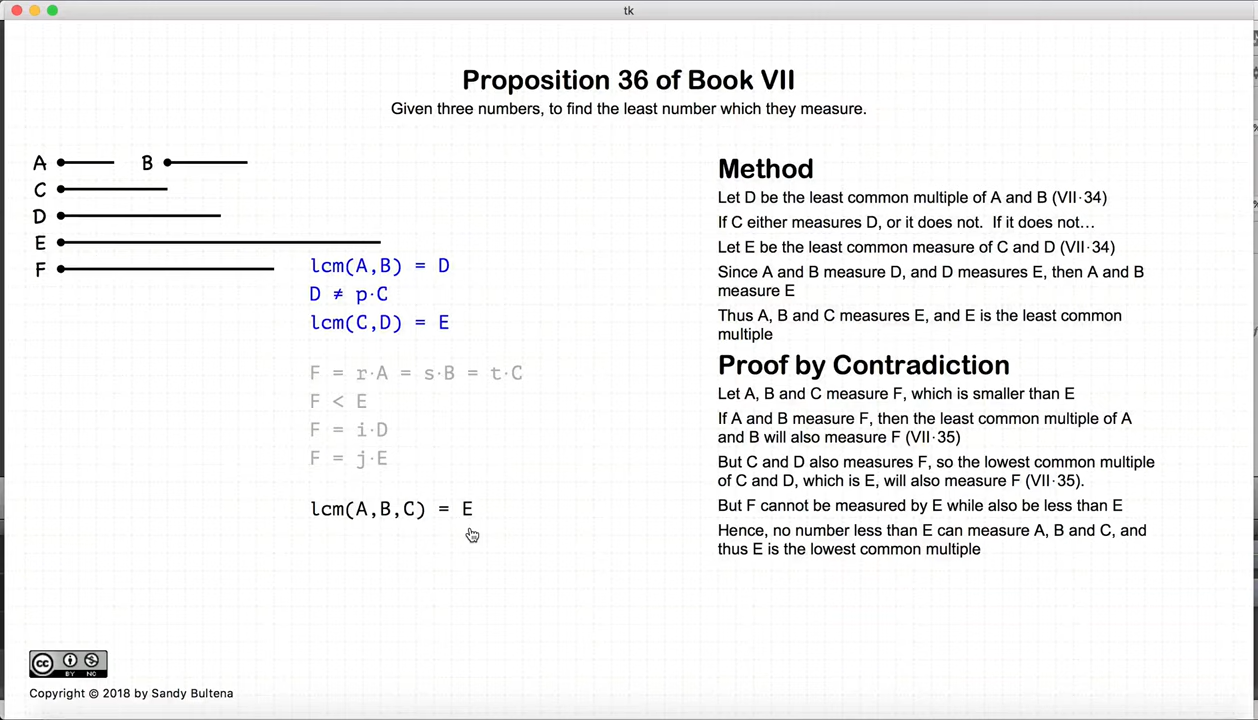 tk
Proposition 36 of Book VII
Given three numbers, to find the least number which they measure.
A B
C
D
E
F
lcm(A,B) = D
D ≠ p·C
lcm(C,D) = E
F = r·A = s·B = t·C
F < E
F = i·D
F = j·E
lcm(A,B,C) = E
Method
Let D be the least common multiple of A and B (VII·34)
If C either measures D, or it does not.  If it does not…
Let E be the least common measure of C and D (VII·34)
Since A and B measure D, and D measures E, then A and B
measure E
Thus A, B and C measures E, and E is the least common
multiple
Proof by Contradiction
Let A, B and C measure F, which is smaller than E
If A and B measure F, then the least common multiple of A
and B will also measure F (VII·35)
But C and D also measures F, so the lowest common multiple
of C and D, which is E, will also measure F (VII·35).
But F cannot be measured by E while also be less than E
Hence, no number less than E can measure A, B and C, and
thus E is the lowest common multiple
cc
BY NC
Copyright © 2018 by Sandy Bultena